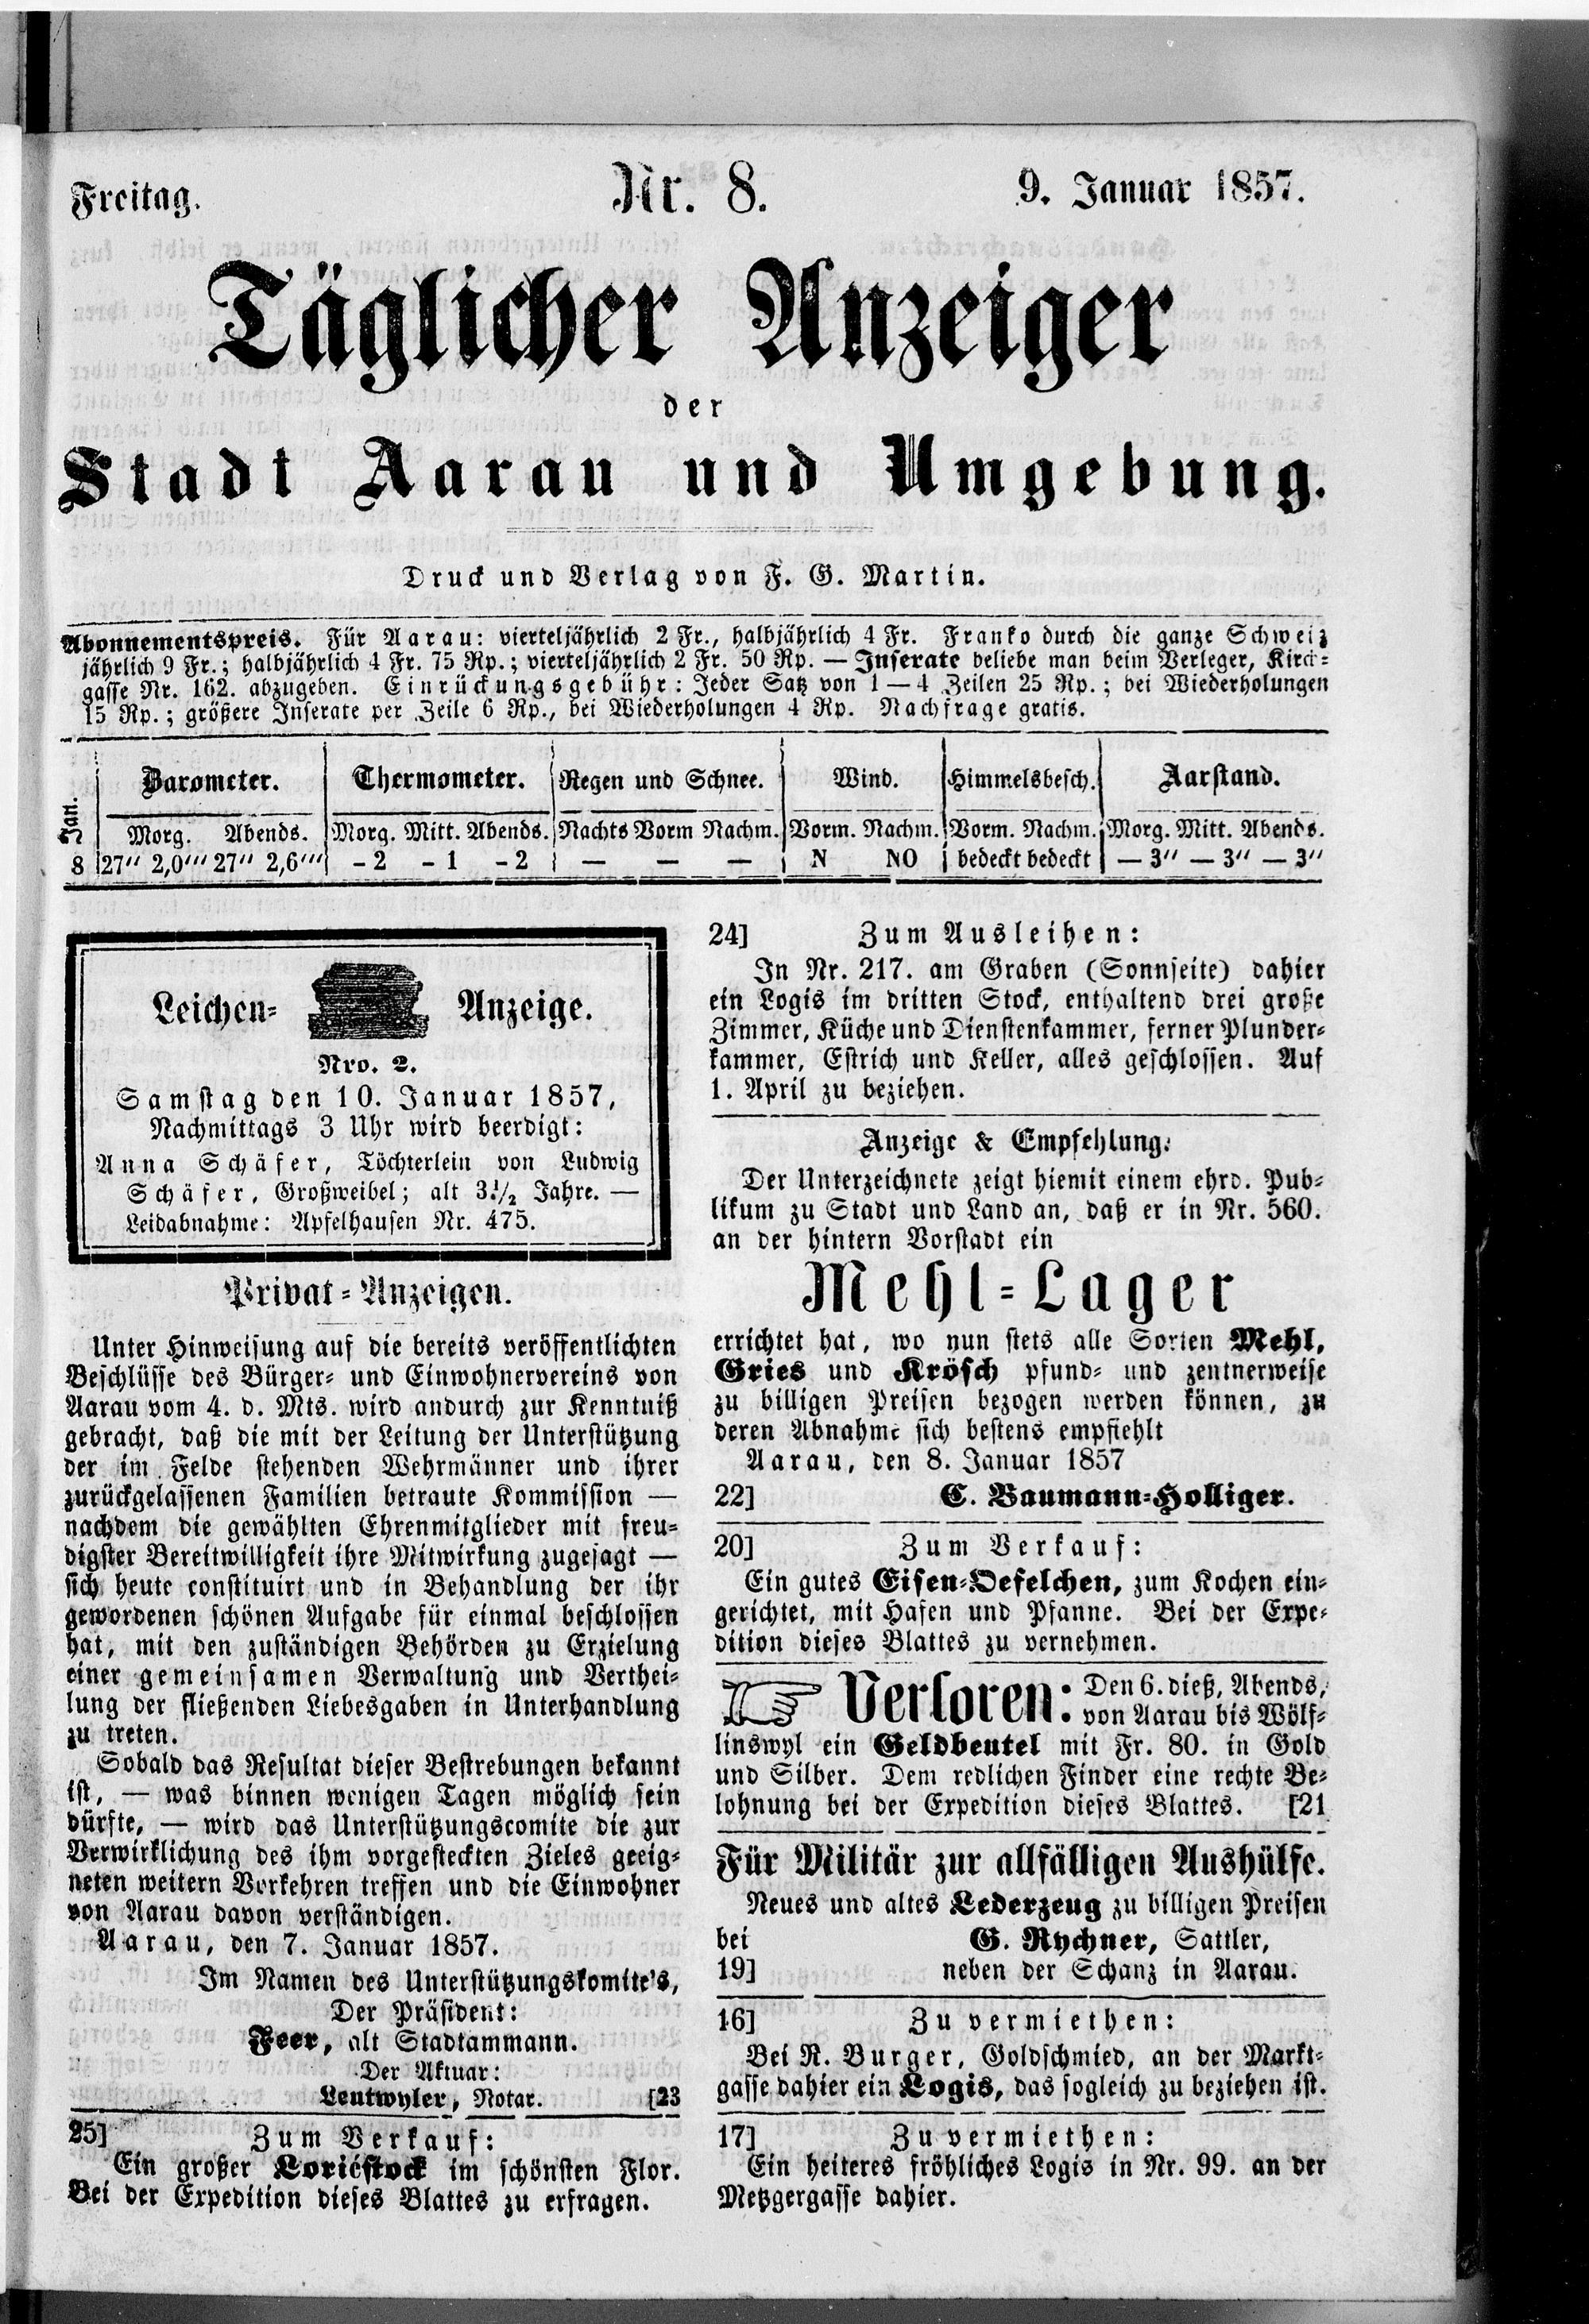 Freitag.
Nr. 8.
9. Januar 1857.
Täglicher Anzeiger
der
Stadt Aarau und Umgebung.
Druck und Verlag von F. G. Martin.
Abonnementspreis. Für Aarau: vierteljährlich 2 Fr., halbjährlich 4 Fr. Franko durch die ganze Schweiz
jährlich 9 Fr.; halbjährlich 4 Fr. 75 Rp.; vierteljährlich 2 Fr. 50 Rp. — Inserate beliebe man beim Verleger, Kirch-
gasse Nr. 162. abzugeben. Einrückungsgebühr: Jeder Satz von 1 — 4 Zeilen 25 Rp.; bei Wiederholungen
15 Rp.; größere Inserate per Zeile 6 Rp., bei Wiederholungen 4 Rp. Nachfrage gratis.
Jan. Barometer. Thermometer. Regen und Schnee. Wind. Himmelsbesch. Aarstand.
Morg. Abends. Morg. Mitt. Abends. Nachts Vorm Nachm. Vorm. Nachm. Vorm. Nachm. Morg. Mitt. Abends.
8 27'' 2,0''' 27'' 2,6''' - 2 - 1 - 2 — — — N NO bedeckt bedeckt — 3'' — 3'' — 3''
Leichen- Anzeige.
Nro. 2.
Samstag den 10. Januar 1857,
Nachmittags 3 Uhr wird beerdigt:
Anna Schäfer, Töchterlein von Ludwig
Schäfer, Großweibel; alt 3 1/2 Jahre. —
Leidabnahme: Apfelhausen Nr. 475.
Privat-Anzeigen.
Unter Hinweisung auf die bereits veröffentlichten
Beschlüsse des Bürger- und Einwohnervereins von
Aarau vom 4. d. Mts. wird andurch zur Kenntniß
gebracht, daß die mit der Leitung der Unterstützung
der im Felde stehenden Wehrmänner und ihrer
zurückgelassenen Familien betraute Kommission —
nachdem die gewählten Ehrenmitglieder mit freu-
digster Bereitwilligkeit ihre Mitwirkung zugesagt —
sich heute constituirt und in Behandlung der ihr
gewordenen schönen Aufgabe für einmal beschlossen
hat, mit den zuständigen Behörden zu Erzielung
einer gemeinsamen Verwaltung und Verthei-
lung der fließenden Liebesgaben in Unterhandlung
zu treten.
Sobald das Resultat dieser Bestrebungen bekannt
ist, — was binnen wenigen Tagen möglich sein
dürfte, — wird das Unterstützungscomite die zur
Verwirklichung des ihm vorgesteckten Zieles geeig-
neten weitern Vorkehren treffen und die Einwohner
von Aarau davon verständigen.
Aarau, den 7. Januar 1857.
Im Namen des Unterstützungskomite's,
Der Präsident:
Feer, alt Stadtammann.
Der Aktuar:
Leutwyler, Notar. [23
25] Zum Verkauf:
Ein großer Loriéstock im schönsten Flor.
Bei der Expedition dieses Blattes zu erfragen.
24] Zum Ausleihen:
In Nr. 217. am Graben (Sonnseite) dahier
ein Logis im dritten Stock, enthaltend drei große
Zimmer, Küche und Dienstenkammer, ferner Plunder-
kammer, Estrich und Keller, alles geschlossen. Auf
1. April zu beziehen.
Anzeige & Empfehlung.
Der Unterzeichnete zeigt hiemit einem ehrd. Pub-
likum zu Stadt und Land an, daß er in Nr. 560.
an der hintern Vorstadt ein
Mehl-Lager
errichtet hat, wo nun stets alle Sorten Mehl,
Gries und Krösch pfund- und zentnerweise
zu billigen Preisen bezogen werden können, zu
deren Abnahme sich bestens empfiehlt
Aarau, den 8. Januar 1857
22] C. Baumann-Holliger.
20] Zum Verkauf:
Ein gutes Eisen-Oefelchen, zum Kochen ein-
gerichtet, mit Hafen und Pfanne. Bei der Expe-
dition dieses Blattes zu vernehmen.
Verloren: Den 6. dieß, Abends,
von Aarau bis Wölf-
linswyl ein Geldbeutel mit Fr. 80. in Gold
und Silber. Dem redlichen Finder eine rechte Be-
lohnung bei der Expedition dieses Blattes. [21
Für Militär zur allfälligen Aushülfe.
Neues und altes Lederzeug zu billigen Preisen
bei G. Rychner, Sattler,
19] neben der Schanz in Aarau.
16] Zu vermiethen:
Bei R. Burger, Goldschmied, an der Markt-
gasse dahier ein Logis, das sogleich zu beziehen ist.
17] Zu vermiethen:
Ein heiteres fröhliches Logis in Nr. 99. an der
Metzgergasse dahier.